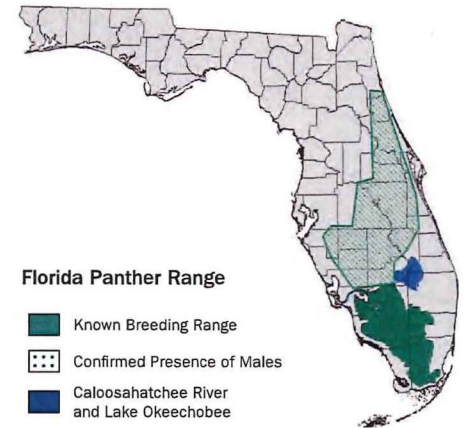 Florida Panther Range
Known Breeding Range
Confirmed Presence of Males
Caloosahatchee River
and Lake Okeechobee